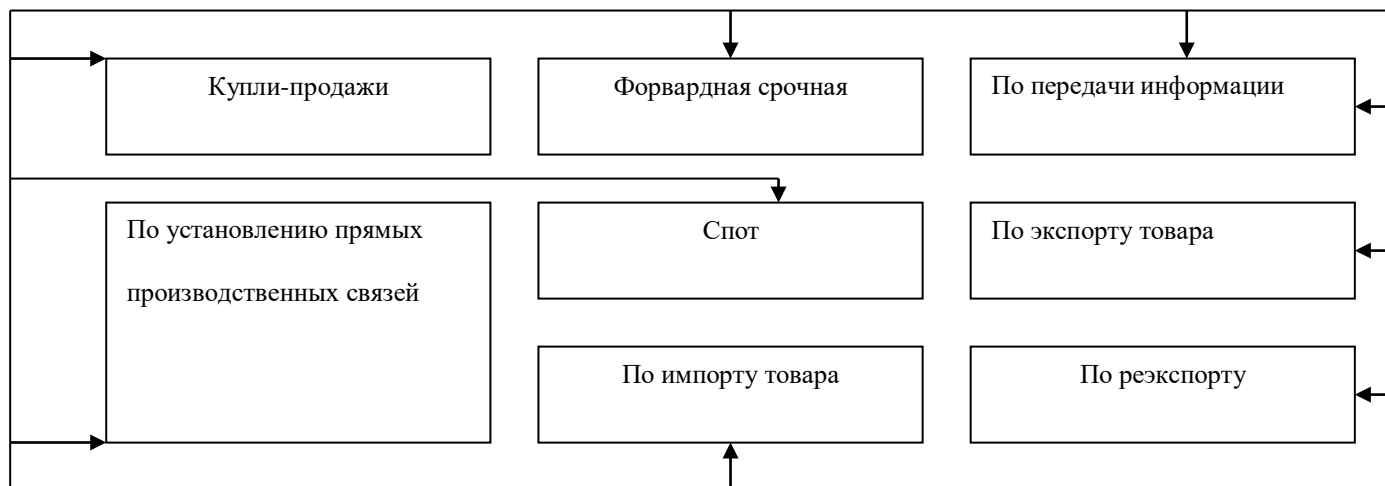 Купли-продажи
Форвардная срочная
По передачи информации
По установлению прямых
производственных связей
Спот
По экспорту товара
По импорту товара
По реэкспорту